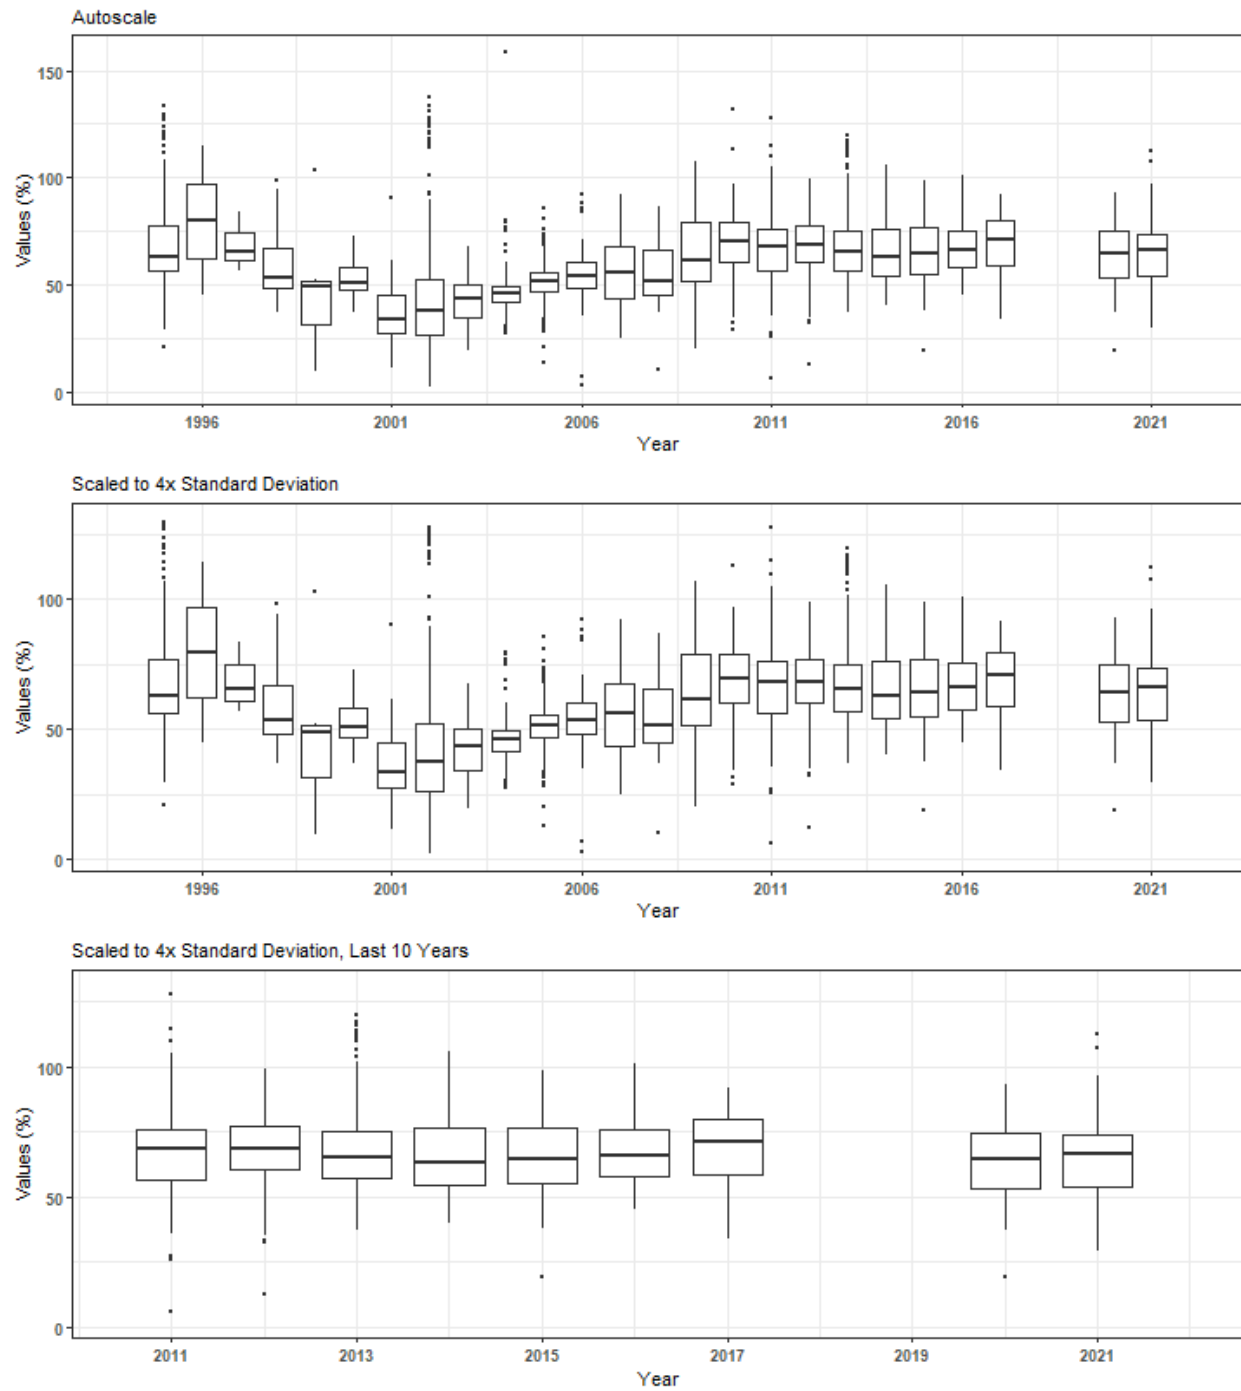 Autoscale
150
100
50
0
Values (%)
1996 2001 2006 2011 2016 2021
Year
Scaled to 4x Standard Deviation
100
50
0
Values (%)
1996 2001 2006 2011 2016 2021
Year
Scaled to 4x Standard Deviation, Last 10 Years
100
50
0
Values (%)
2011 2013 2015 2017 2019 2021
Year